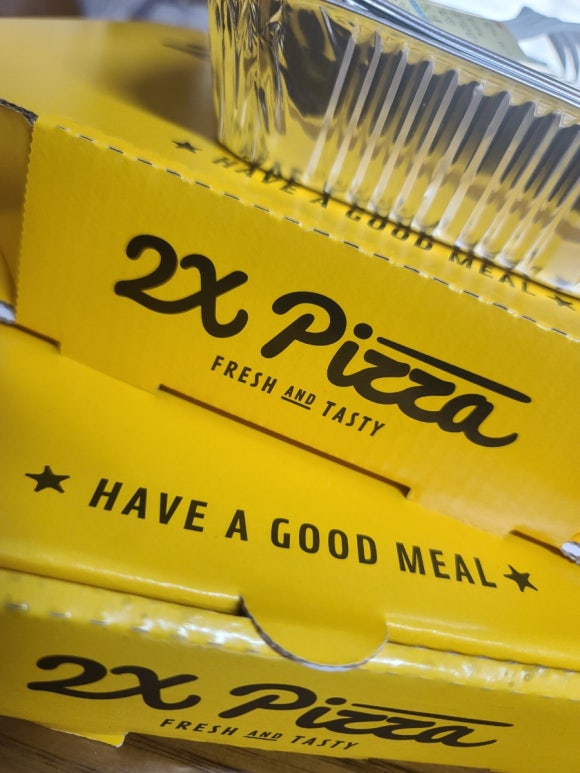 ★ HAVE A GOOD MEAL ★
2X Pizza
FRESH AND TASTY
★ HAVE A GOOD MEAL ★
2X Pizza
FRESH AND TASTY